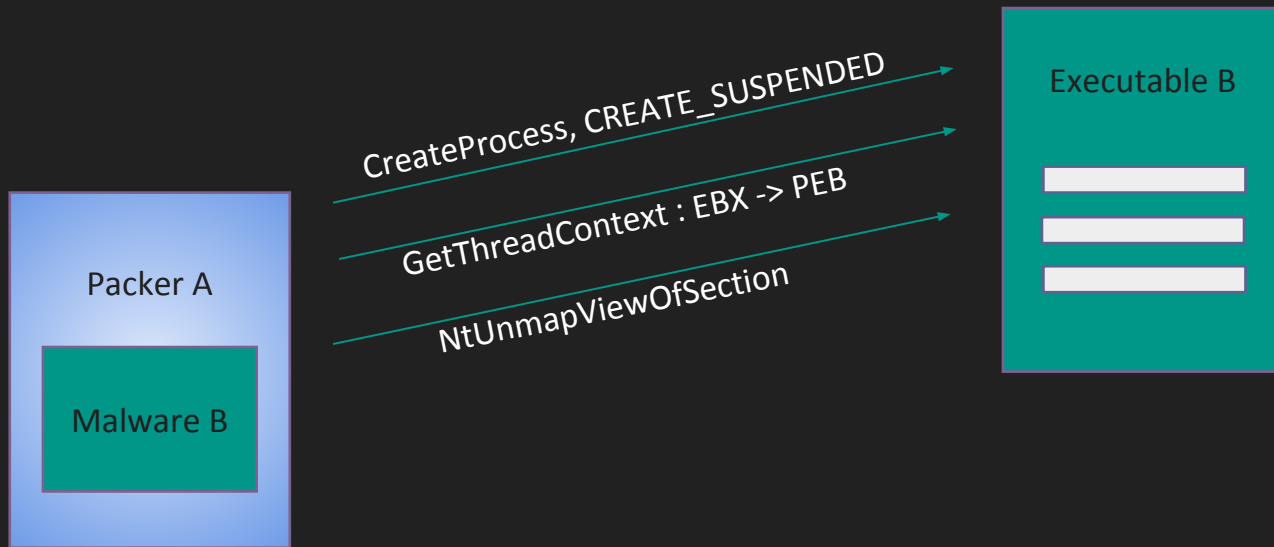 CreateProcess, CREATE_SUSPENDED
GetThreadContext : EBX -> PEB
NtUnmapViewOfSection
Packer A
Malware B
Executable B